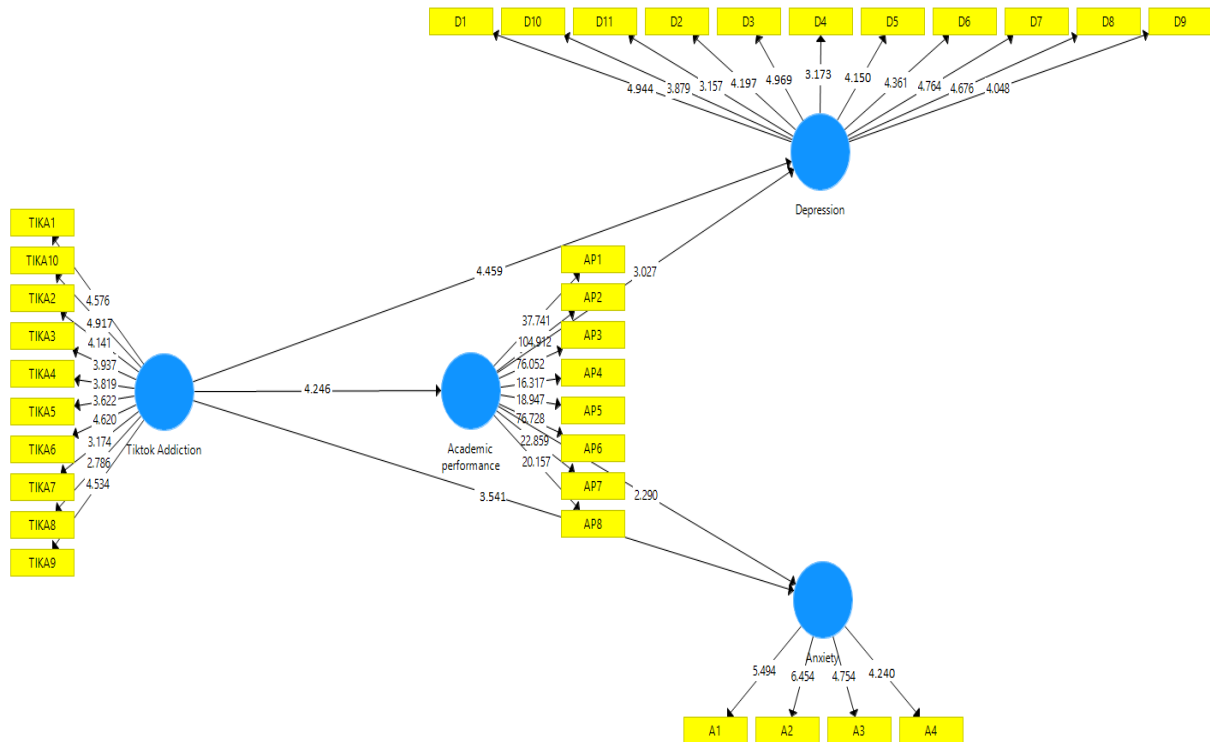 D1 D10 D11 D2 D3 D4 D5 D6 D7 D8 D9
4.944 3.879 3.157 4.197 4.969 3.173 4.150 4.361 4.764 4.676 4.048
Depression
TIKA1
TIKA10
TIKA2
TIKA3
TIKA4
TIKA5
TIKA6
TIKA7
TIKA8
TIKA9
4.576
4.917
4.141
3.937
3.819
3.622
4.620
3.174
2.786
4.534
Tiktok Addiction
4.459
4.246
3.541
AP1
AP2
AP3
AP4
AP5
AP6
AP7
AP8
37.741
104.912
76.052
16.317
18.947
76.728
22.859
20.157
Academic
performance
3.027
2.290
Anxiety
5.494 6.454 4.754 4.240
A1 A2 A3 A4